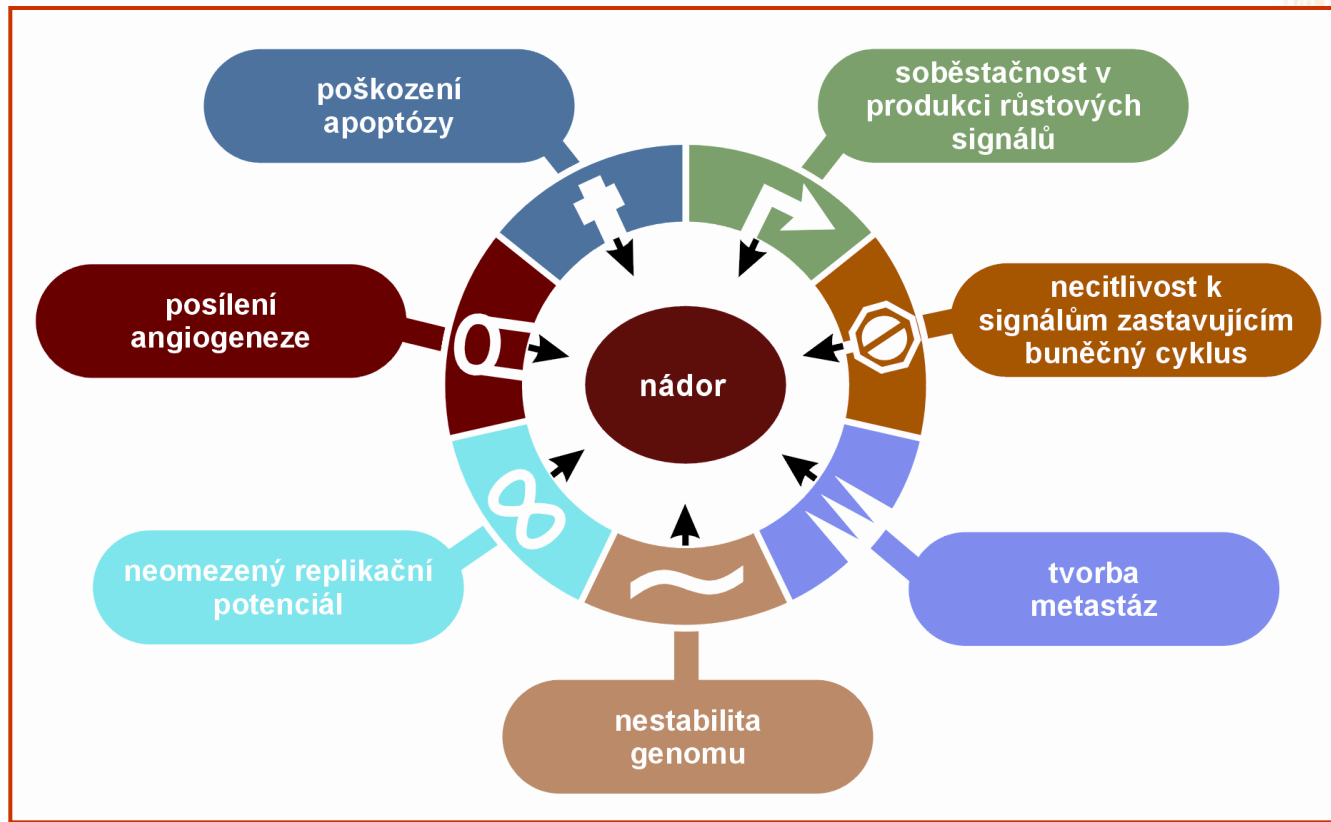 poškození
apoptózy
soběstačnost v
produkci růstových
signálů
posílení
angiogeneze
necitlivost k
signálům zastavujícím
buněčný cyklus
nádor
neomezený replikační
potenciál
tvorba
metastáz
nestabilita
genomu